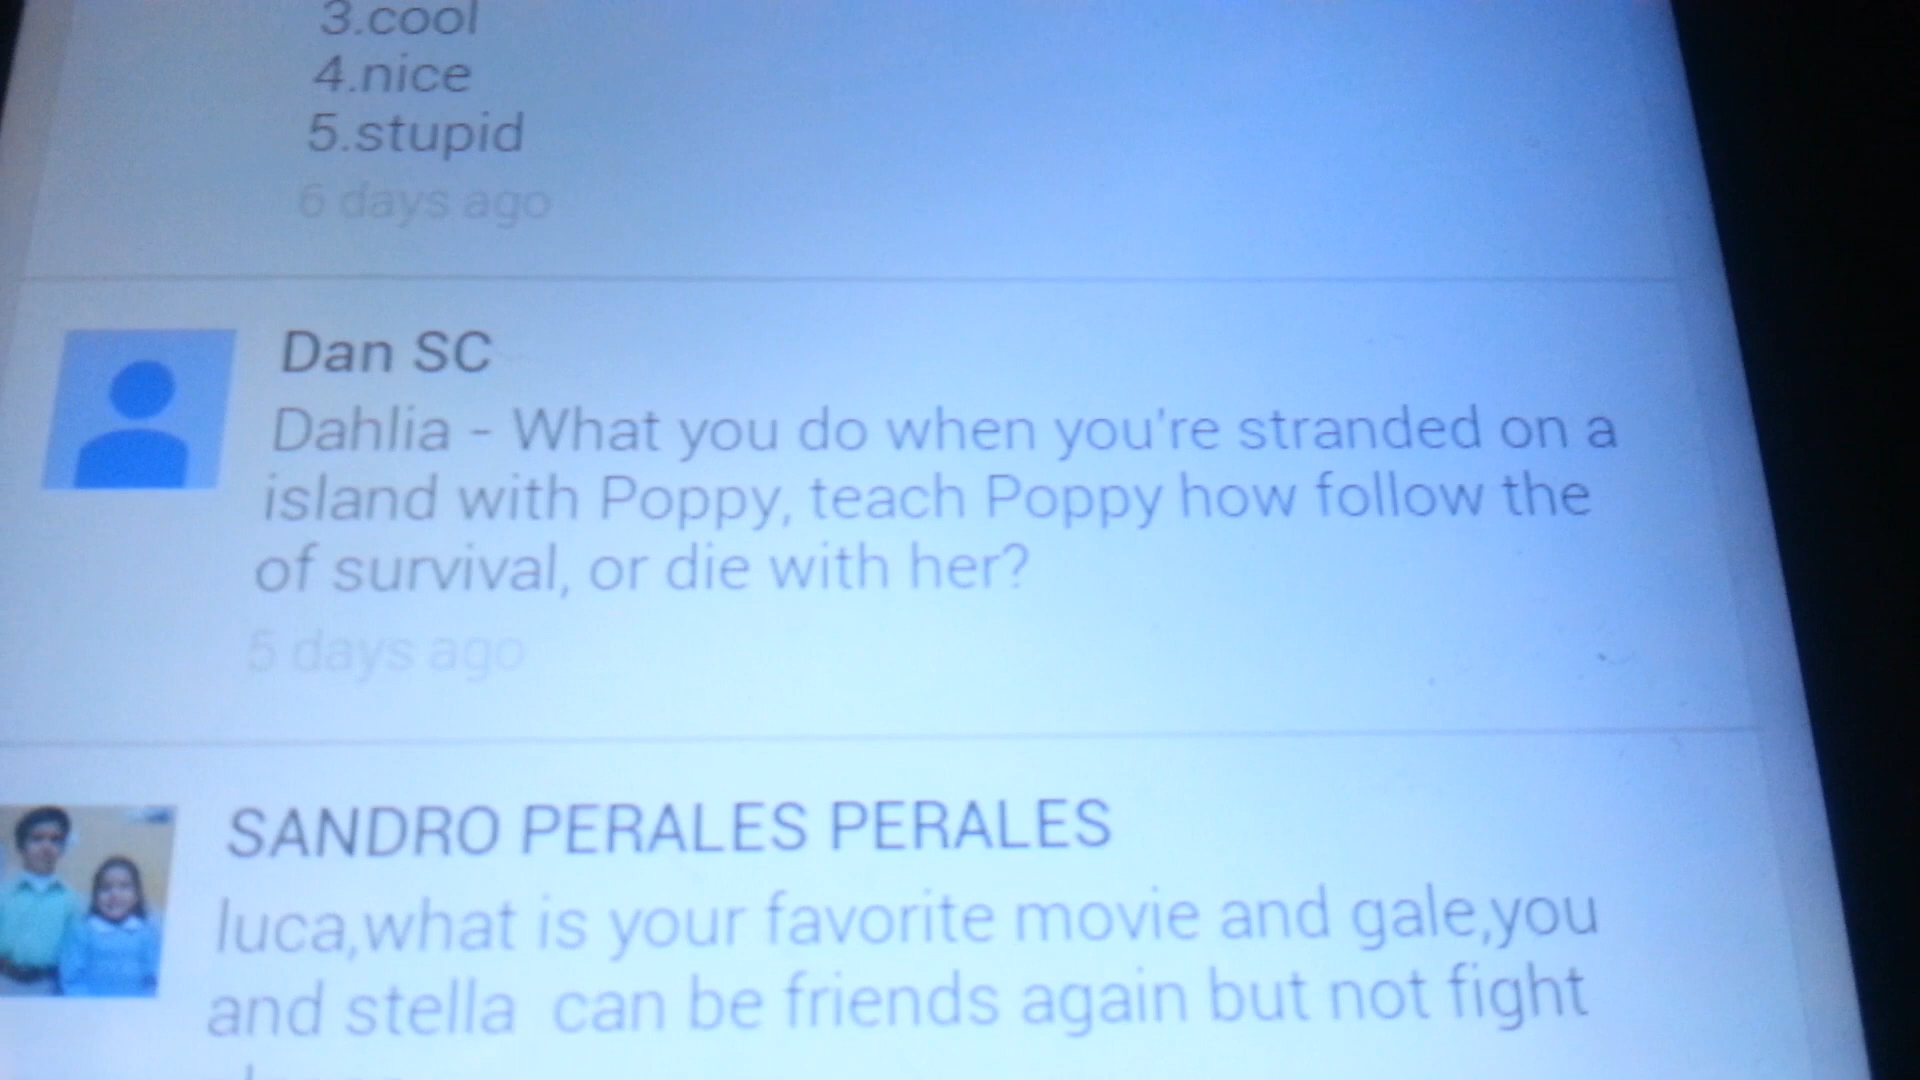 3.cool
4.nice
5.stupid
6 days ago
Dan SC
Dahlia - What you do when you're stranded on a
island with Poppy, teach Poppy how follow the
of survival, or die with her?
5 days ago
SANDRO PERALES PERALES
luca,what is your favorite movie and gale,you
and stella can be friends again but not fight